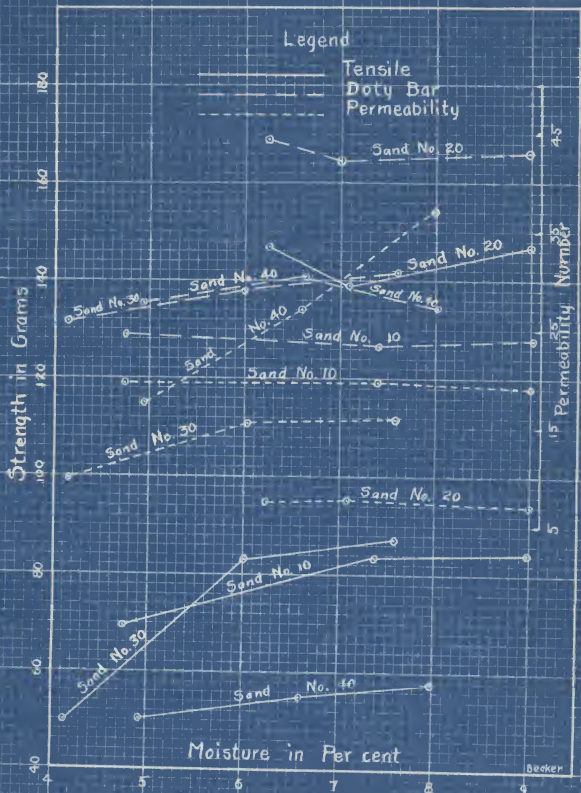 Legend
Tensile
Doty Bar
Permeability
180
160
140
120
100
80
60
40
Strength in Grams
45
35
25
15
5
Permeability Number
Sand No. 20
Sand No. 20
Sand No. 40
Sand No. 30
Sand No. 40
Sand No. 40
Sand No. 10
Sand No. 10
Sand No. 30
Sand No. 20
Sand No. 10
Sand No. 30
Sand No. 40
4
5
6
7
8
9
Moisture in Per cent
Becker